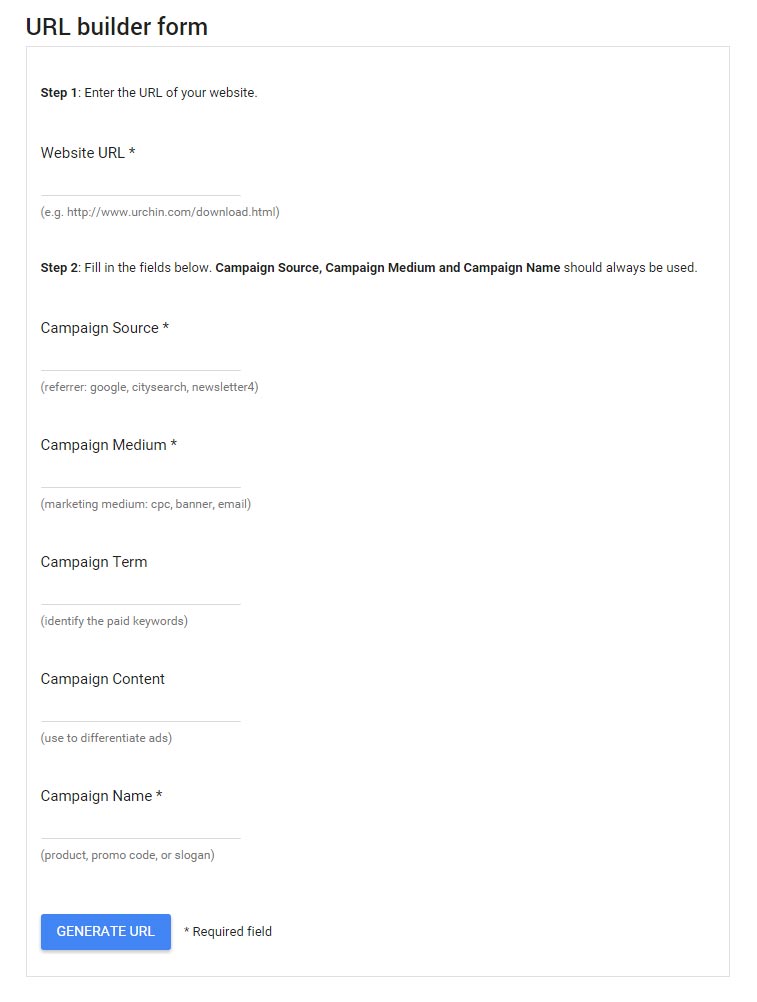 URL builder form
Step 1: Enter the URL of your website.
Website URL *
(e.g. http://www.urchin.com/download.html)
Step 2: Fill in the fields below. Campaign Source, Campaign Medium and Campaign Name should always be used.
Campaign Source *
(referrer: google, citysearch, newsletter4)
Campaign Medium *
(marketing medium: cpc, banner, email)
Campaign Term
(identify the paid keywords)
Campaign Content
(use to differentiate ads)
Campaign Name *
(product, promo code, or slogan)
GENERATE URL * Required field